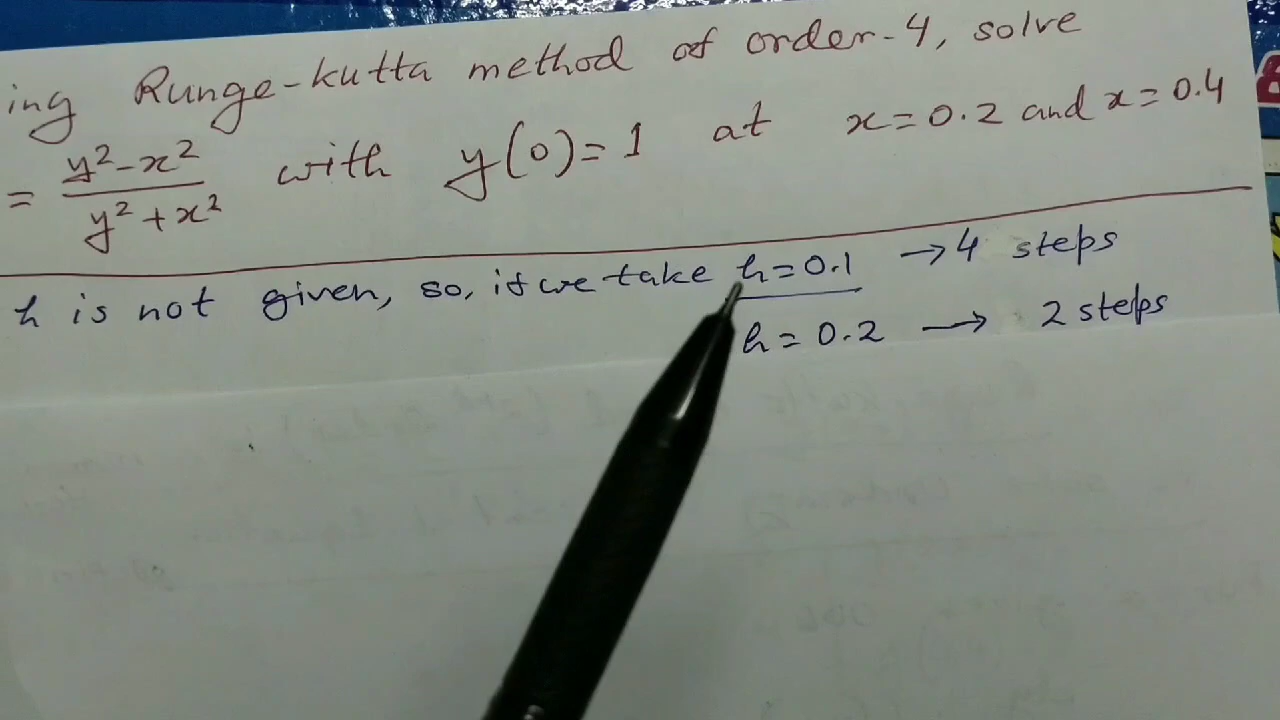 ing Runge-kutta method of order-4, solve
= y²-x² / y²+x² with y(0)=1 at x=0.2 and x=0.4
h is not given, so, if we take h=0.1 → 4 steps
h=0.2 → 2 steps